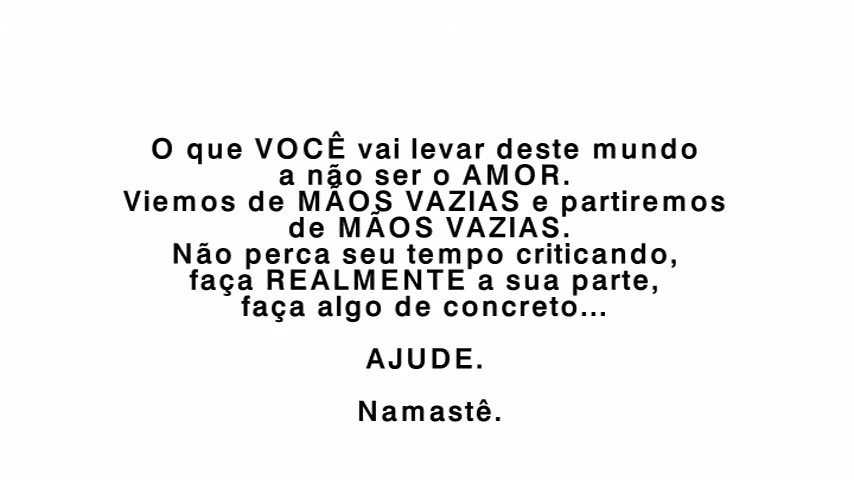 O que VOCÊ vai levar deste mundo
a não ser o AMOR.
Viemos de MÃOS VAZIAS e partiremos
de MÃOS VAZIAS.
Não perca seu tempo criticando,
faça REALMENTE a sua parte,
faça algo de concreto...
AJUDE.
Namastê.